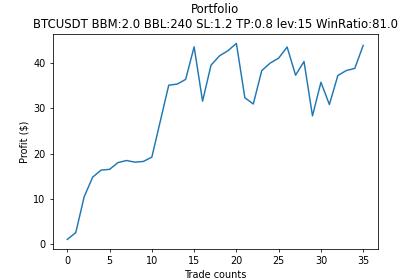 Portfolio
BTCUSDT BBM:2.0 BBL:240 SL:1.2 TP:0.8 lev:15 WinRatio:81.0
40
30
20
10
0
Profit ($)
0 5 10 15 20 25 30 35
Trade counts